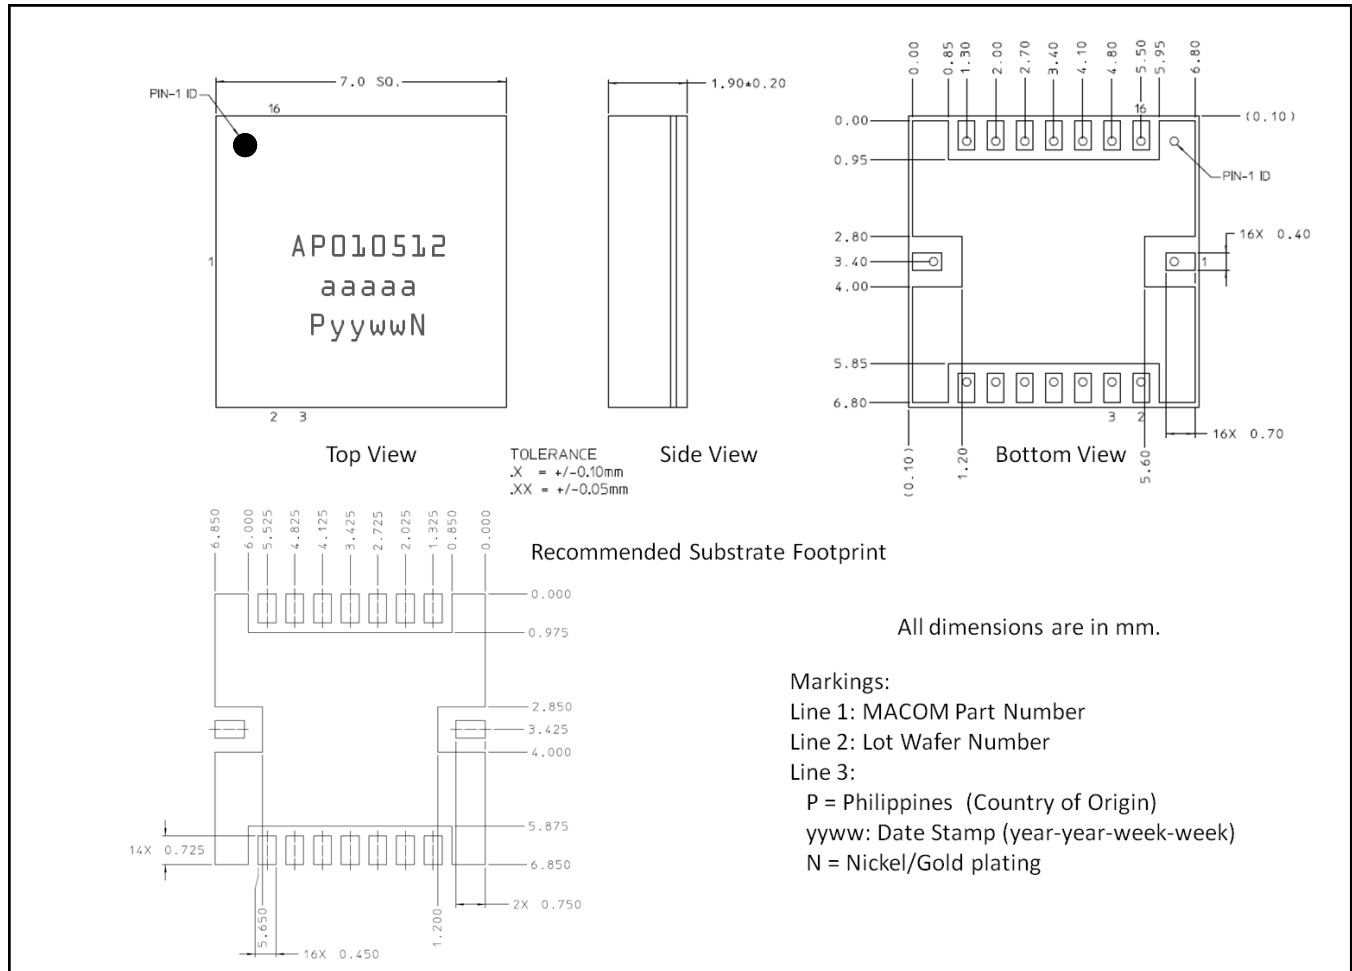 7.0 SQ.
PIN-1 ID
16
1
AP010512
aaaaa
PyywwN
2 3
Top View
1.90±0.20
Side View
TOLERANCE
.X = +/-0.10mm
.XX = +/-0.05mm
0.00
0.85
1.30
2.00
2.70
3.40
4.10
4.80
5.50
5.95
6.80
16
(0.10)
0.00
0.95
PIN-1 ID
2.80
3.40
4.00
16X 0.40
1
5.85
6.80
3 2
16X 0.70
(0.10)
1.20
5.60
Bottom View
Recommended Substrate Footprint
6.850
6.000
5.525
4.825
4.125
3.425
2.725
2.025
1.325
0.850
0.000
0.000
0.975
2.850
3.425
4.000
5.875
6.850
14X 0.725
2X 0.750
5.650
1.200
16X 0.450
All dimensions are in mm.
Markings:
Line 1: MACOM Part Number
Line 2: Lot Wafer Number
Line 3:
P = Philippines (Country of Origin)
yyww: Date Stamp (year-year-week-week)
N = Nickel/Gold plating